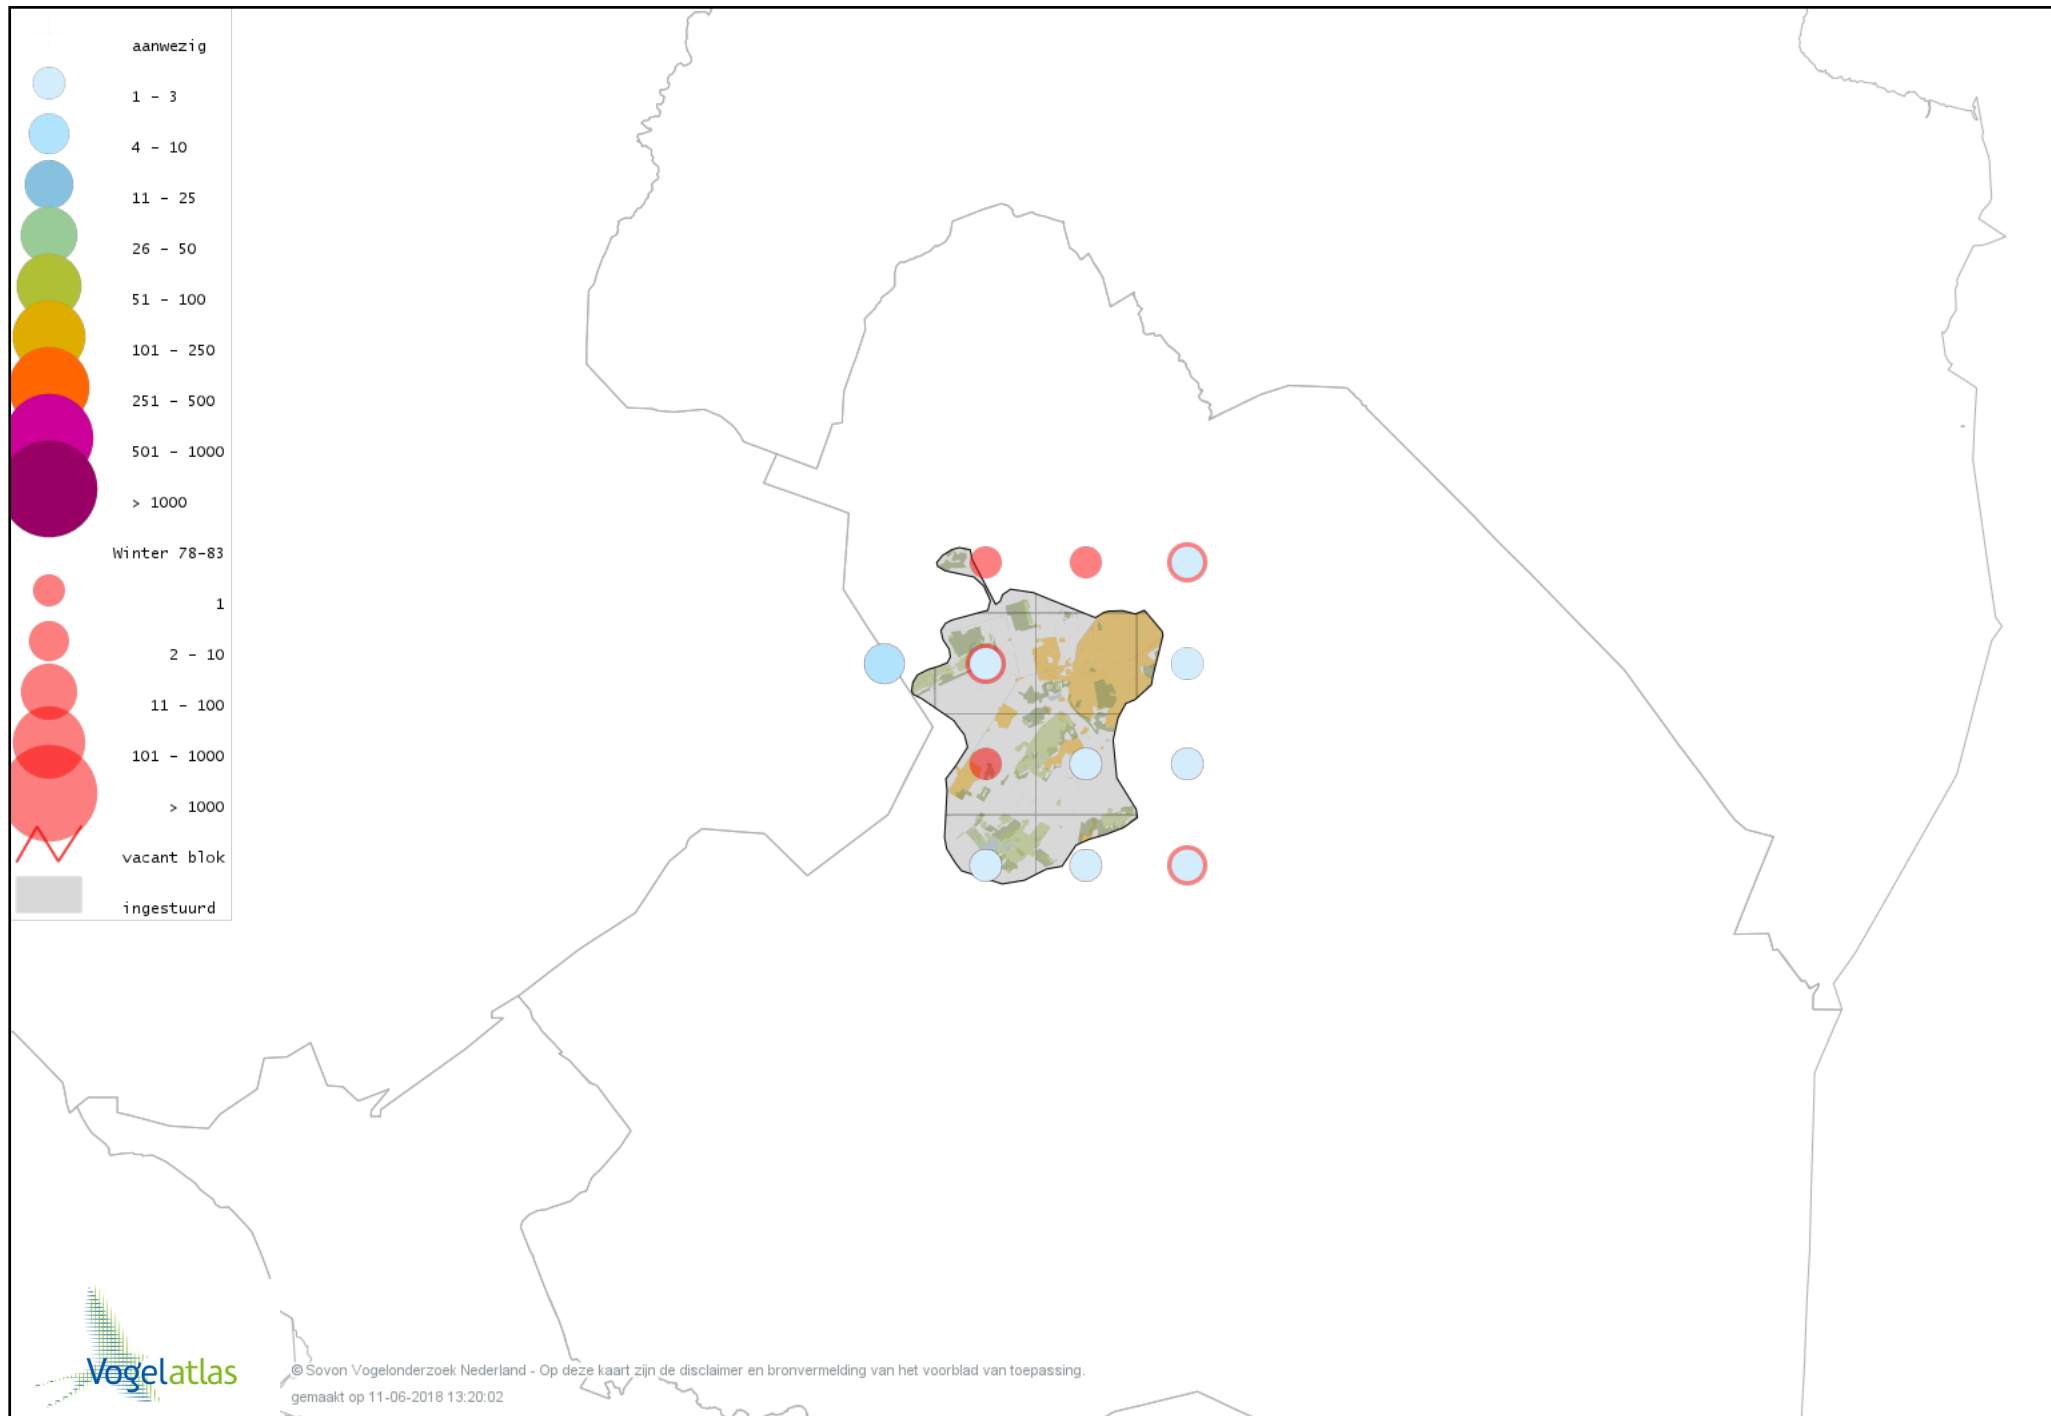 aanwezig
1 - 3
4 - 10
11 - 25
26 - 50
51 - 100
101 - 250
251 - 500
501 - 1000
> 1000
Winter 78-83
1
2 - 10
11 - 100
101 - 1000
> 1000
vacant blok
ingestuurd
Vogelatlas
© Sovon Vogelonderzoek Nederland - Op deze kaart zijn de disclaimer en bronvermelding van het voorblad van toepassing.
gemaakt op 11-06-2018 13:20:02